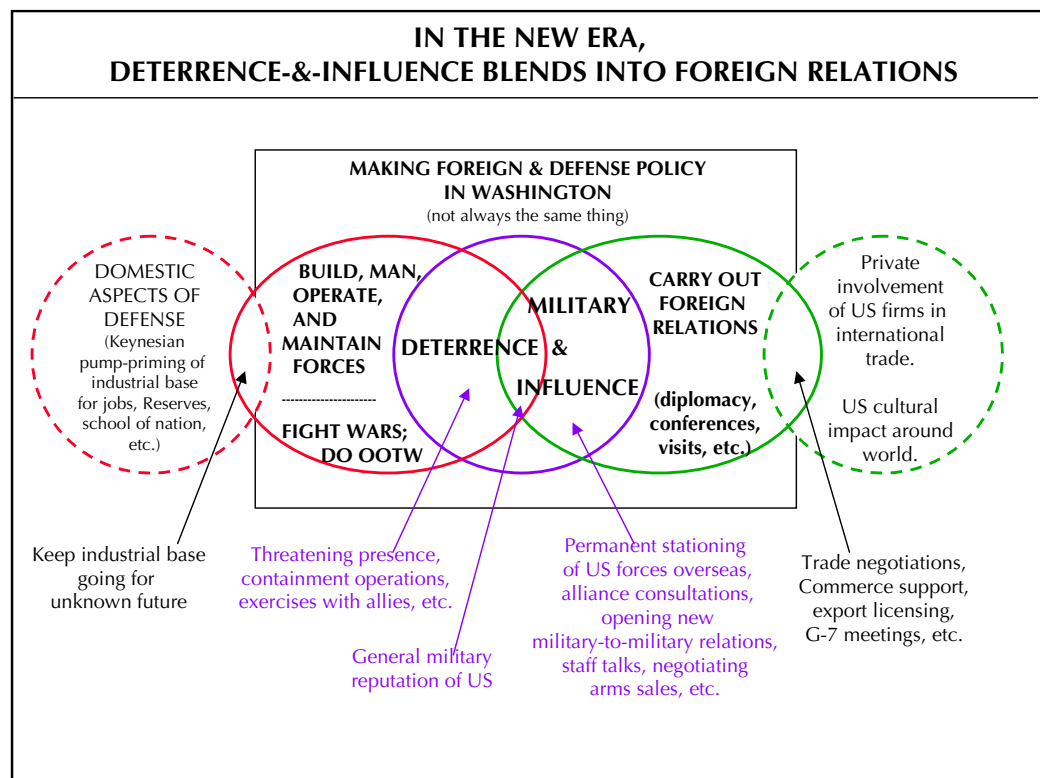 IN THE NEW ERA,
DETERRENCE-&-INFLUENCE BLENDS INTO FOREIGN RELATIONS
MAKING FOREIGN & DEFENSE POLICY
IN WASHINGTON
(not always the same thing)
DOMESTIC
ASPECTS OF
DEFENSE
(Keynesian
pump-priming of
industrial base
for jobs, Reserves,
school of nation,
etc.)
BUILD, MAN,
OPERATE,
AND
MAINTAIN
FORCES
----------------------
FIGHT WARS;
DO OOTW
MILITARY
DETERRENCE &
INFLUENCE
CARRY OUT
FOREIGN
RELATIONS
(diplomacy,
conferences,
visits, etc.)
Private
involvement
of US firms in
international
trade.
US cultural
impact around
world.
Keep industrial base
going for
unknown future
Threatening presence,
containment operations,
exercises with allies, etc.
General military
reputation of US
Permanent stationing
of US forces overseas,
alliance consultations,
opening new
military-to-military relations,
staff talks, negotiating
arms sales, etc.
Trade negotiations,
Commerce support,
export licensing,
G-7 meetings, etc.